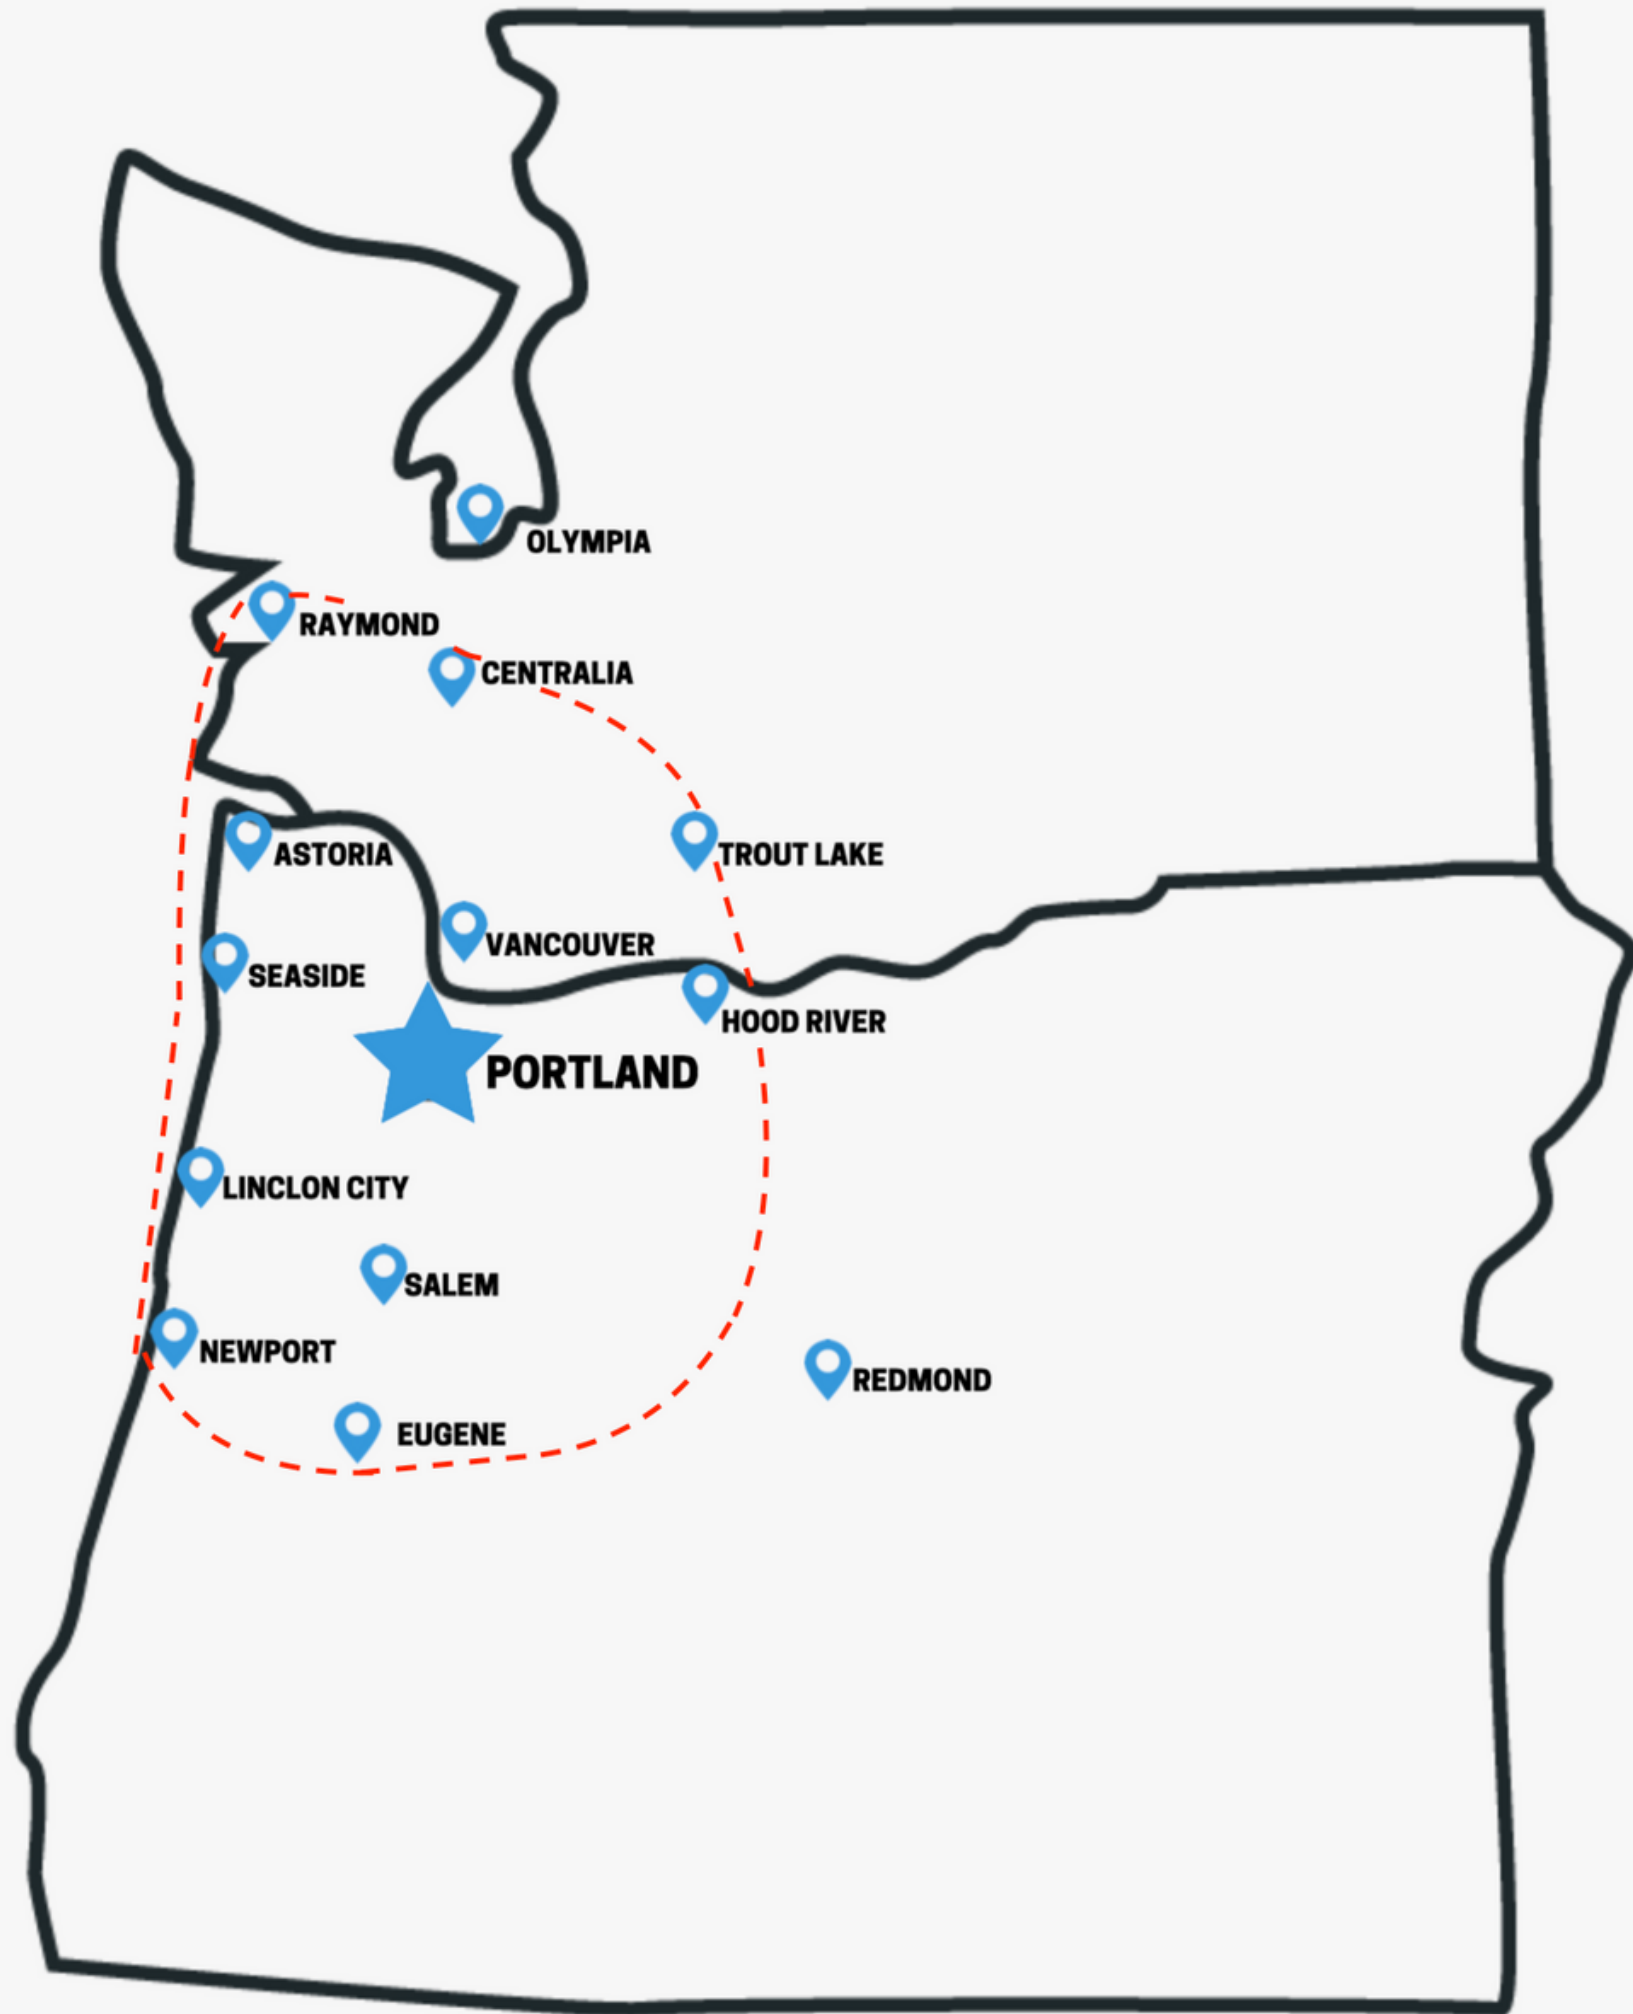 OLYMPIA
RAYMOND
CENTRALIA
ASTORIA
TROUT LAKE
VANCOUVER
SEASIDE
HOOD RIVER
PORTLAND
LINCLON CITY
SALEM
NEWPORT
REDMOND
EUGENE